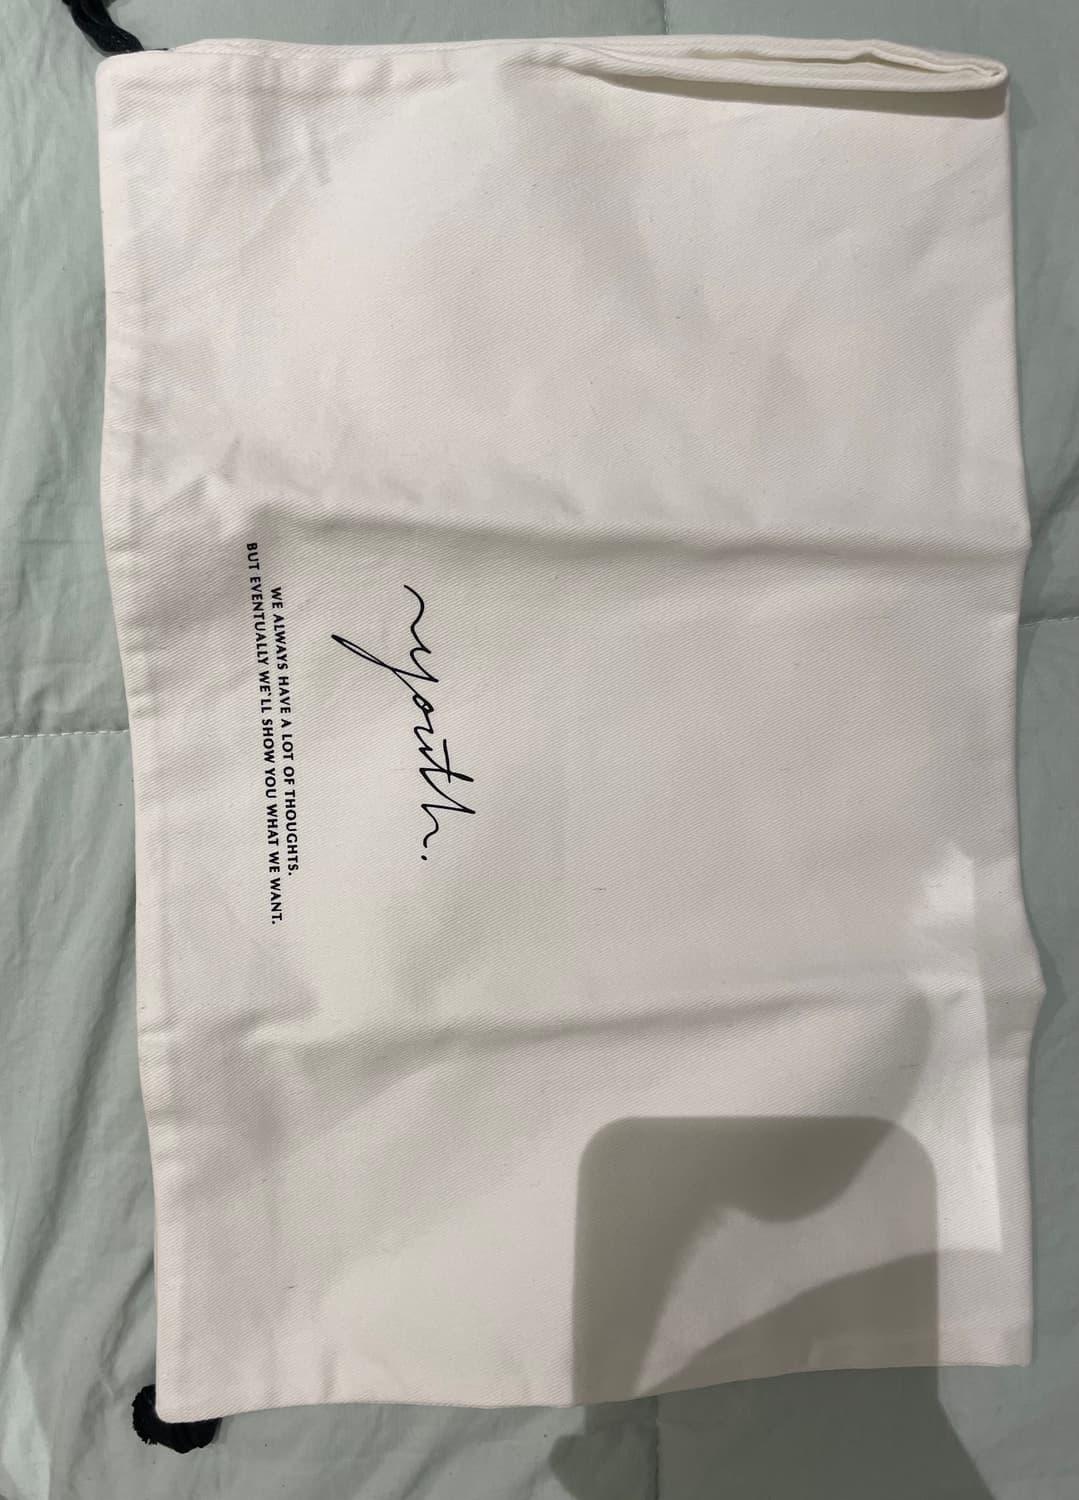 youth.
WE ALWAYS HAVE A LOT OF THOUGHTS.
BUT EVENTUALLY WE'LL SHOW YOU WHAT WE WANT.